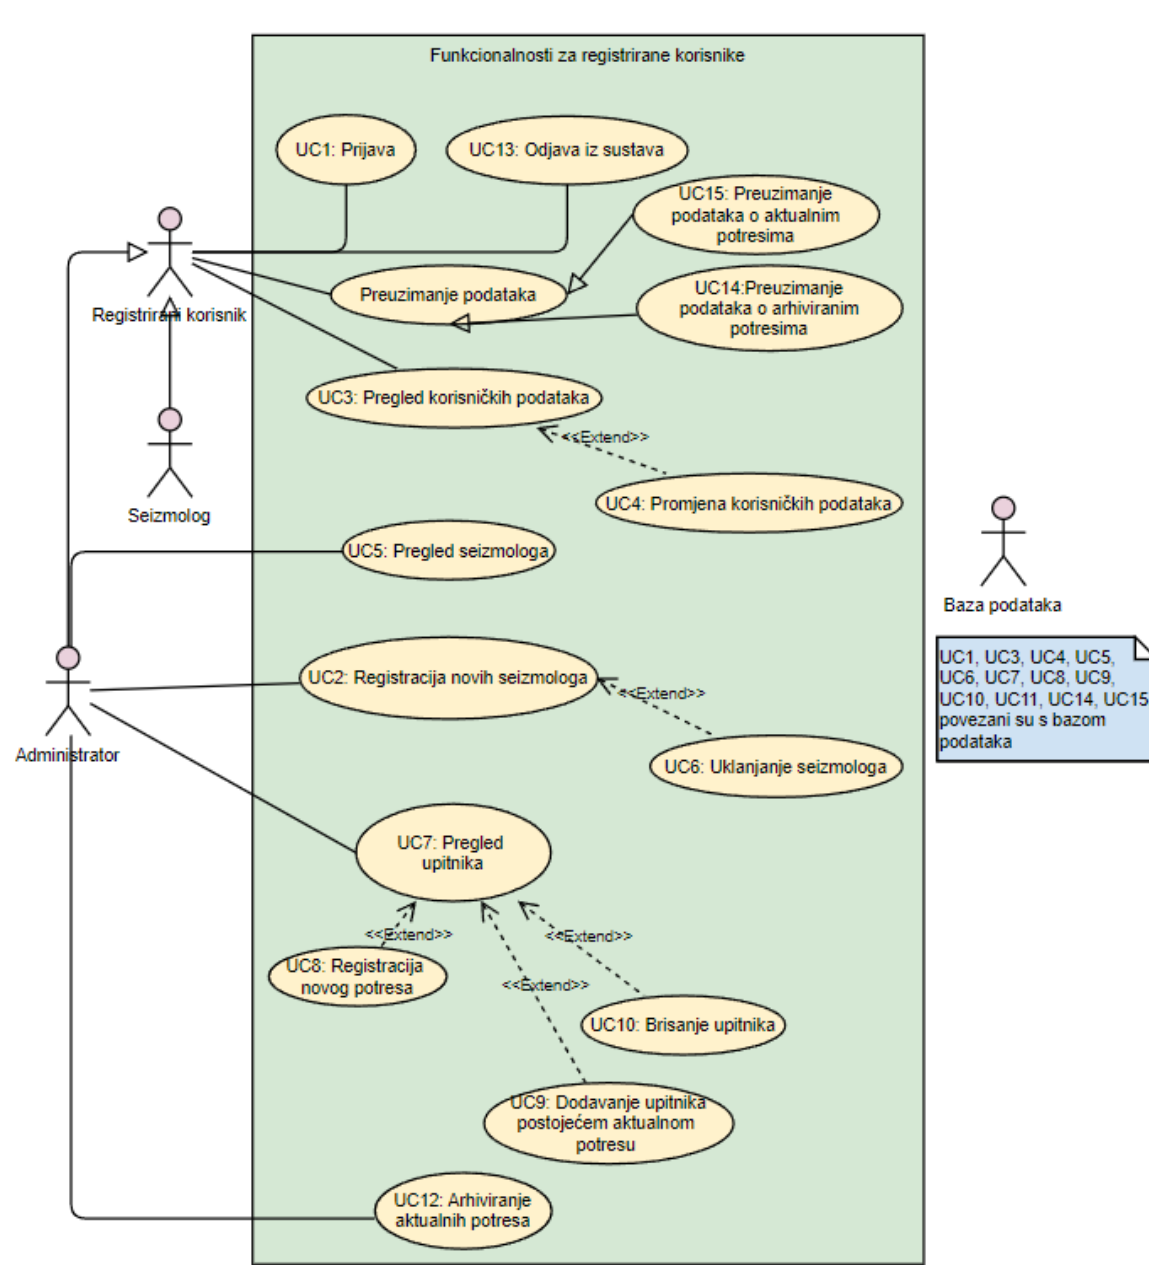 Funkcionalnosti za registrirane korisnike
UC1: Prijava
UC13: Odjava iz sustava
UC15: Preuzimanje
podataka o aktualnim
potresima
Preuzimanje podataka
UC14:Preuzimanje
podataka o arhiviranim
potresima
Registrirani korisnik
UC3: Pregled korisničkih podataka
<<Extend>>
UC4: Promjena korisničkih podataka
Seizmolog
UC5: Pregled seizmologa
Baza podataka
UC1, UC3, UC4, UC5,
UC6, UC7, UC8, UC9,
UC10, UC11, UC14, UC15
povezani su s bazom
podataka
UC2: Registracija novih seizmologa
<<Extend>>
Administrator
UC6: Uklanjanje seizmologa
UC7: Pregled
upitnika
<<Extend>>
<<Extend>>
UC8: Registracija
novog potresa
<<Extend>>
UC10: Brisanje upitnika
UC9: Dodavanje upitnika
postojećem aktualnom
potresu
UC12: Arhiviranje
aktualnih potresa